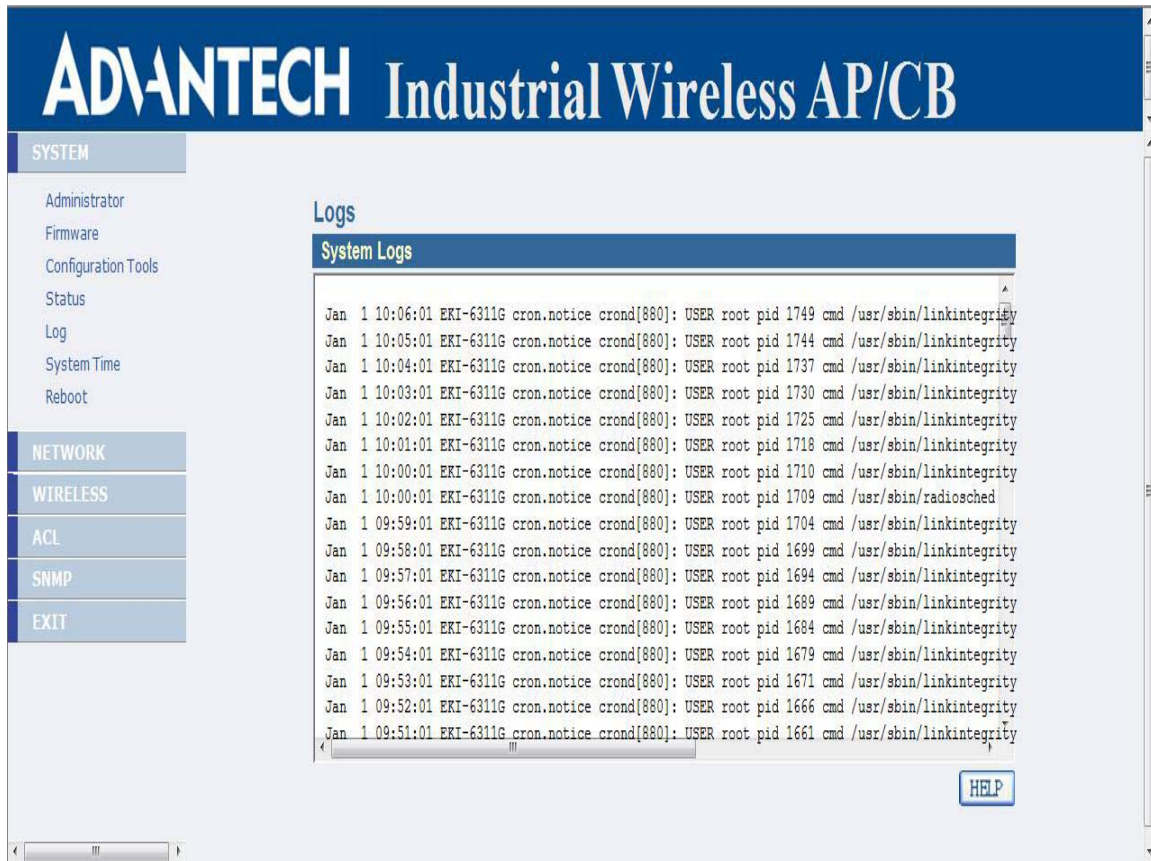 ADVANTECH Industrial Wireless AP/CB
SYSTEM
Administrator
Firmware
Configuration Tools
Status
Log
System Time
Reboot
NETWORK
WIRELESS
ACL
SNMP
EXIT
Logs
System Logs
Jan  1 10:06:01 EKI-6311G cron.notice crond[880]: USER root pid 1749 cmd /usr/sbin/linkintegrity
Jan  1 10:05:01 EKI-6311G cron.notice crond[880]: USER root pid 1744 cmd /usr/sbin/linkintegrity
Jan  1 10:04:01 EKI-6311G cron.notice crond[880]: USER root pid 1737 cmd /usr/sbin/linkintegrity
Jan  1 10:03:01 EKI-6311G cron.notice crond[880]: USER root pid 1730 cmd /usr/sbin/linkintegrity
Jan  1 10:02:01 EKI-6311G cron.notice crond[880]: USER root pid 1725 cmd /usr/sbin/linkintegrity
Jan  1 10:01:01 EKI-6311G cron.notice crond[880]: USER root pid 1718 cmd /usr/sbin/linkintegrity
Jan  1 10:00:01 EKI-6311G cron.notice crond[880]: USER root pid 1710 cmd /usr/sbin/linkintegrity
Jan  1 10:00:01 EKI-6311G cron.notice crond[880]: USER root pid 1709 cmd /usr/sbin/radiosched
Jan  1 09:59:01 EKI-6311G cron.notice crond[880]: USER root pid 1704 cmd /usr/sbin/linkintegrity
Jan  1 09:58:01 EKI-6311G cron.notice crond[880]: USER root pid 1699 cmd /usr/sbin/linkintegrity
Jan  1 09:57:01 EKI-6311G cron.notice crond[880]: USER root pid 1694 cmd /usr/sbin/linkintegrity
Jan  1 09:56:01 EKI-6311G cron.notice crond[880]: USER root pid 1689 cmd /usr/sbin/linkintegrity
Jan  1 09:55:01 EKI-6311G cron.notice crond[880]: USER root pid 1684 cmd /usr/sbin/linkintegrity
Jan  1 09:54:01 EKI-6311G cron.notice crond[880]: USER root pid 1679 cmd /usr/sbin/linkintegrity
Jan  1 09:53:01 EKI-6311G cron.notice crond[880]: USER root pid 1671 cmd /usr/sbin/linkintegrity
Jan  1 09:52:01 EKI-6311G cron.notice crond[880]: USER root pid 1666 cmd /usr/sbin/linkintegrity
Jan  1 09:51:01 EKI-6311G cron.notice crond[880]: USER root pid 1661 cmd /usr/sbin/linkintegrity
HELP